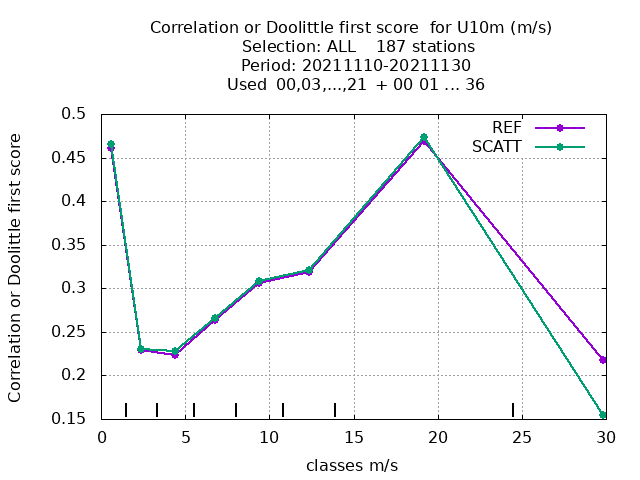 Correlation or Doolittle first score  for U10m (m/s)
Selection: ALL    187 stations
Period: 20211110-20211130
Used  00,03,...,21  + 00 01 ... 36
Correlation or Doolittle first score
0.5
0.45
0.4
0.35
0.3
0.25
0.2
0.15
REF
SCATT
0 5 10 15 20 25 30
classes m/s